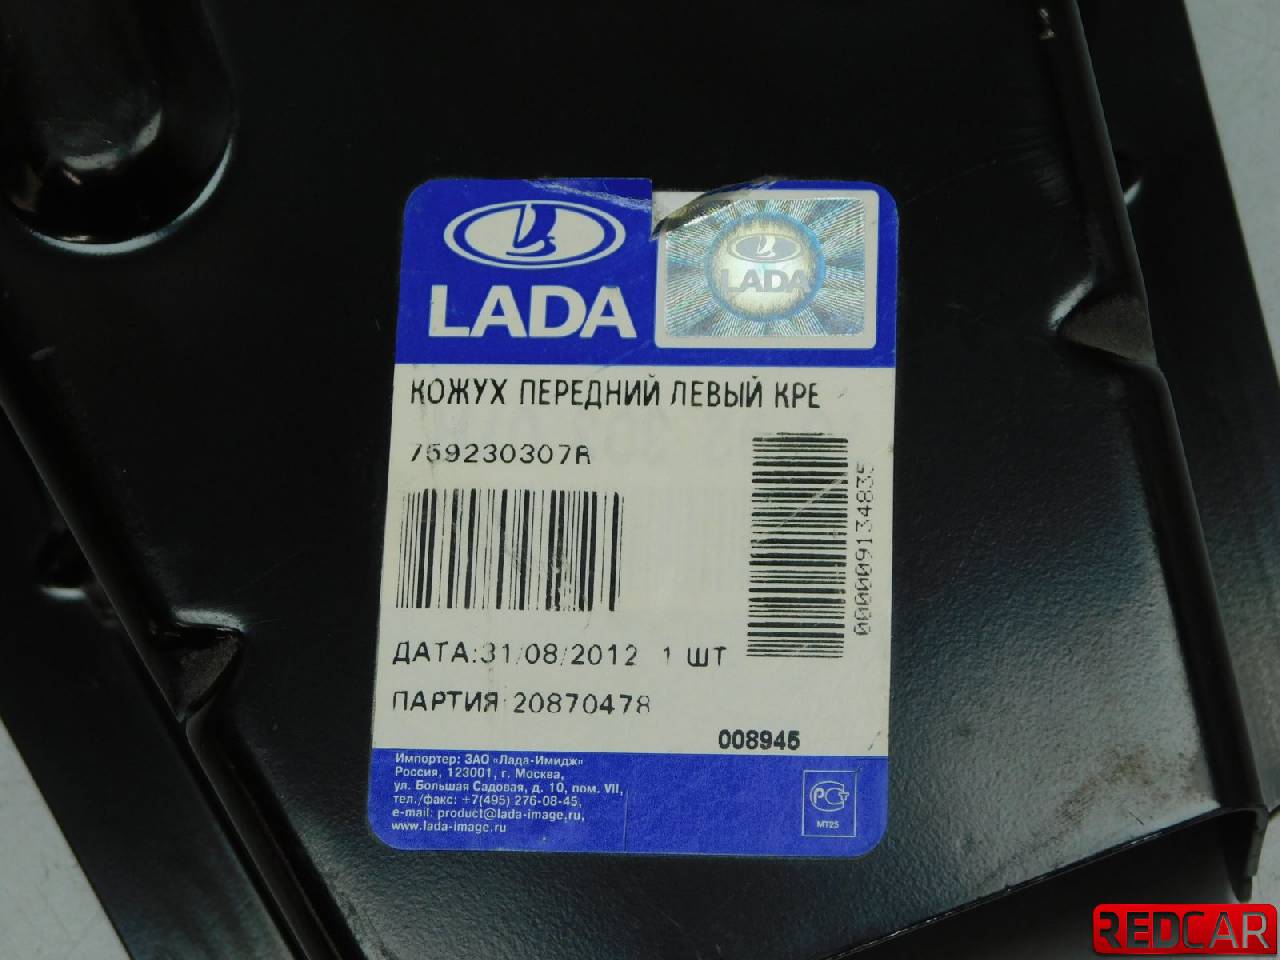 LADA
LADA
КОЖУХ ПЕРЕДНИЙ ЛЕВЫЙ КРЕ
759230307R
0000009134835
ДАТА:31/08/2012 1 ШТ
ПАРТИЯ:20870478
008945
Импортер: ЗАО «Лада-Имидж»
Россия, 123001, г. Москва,
ул. Большая Садовая, д. 10, пом. VII,
тел./факс: +7(495) 276-08-45,
e-mail: product@lada-image.ru,
www.lada-image.ru
РСТ
МТ25
REDCAR